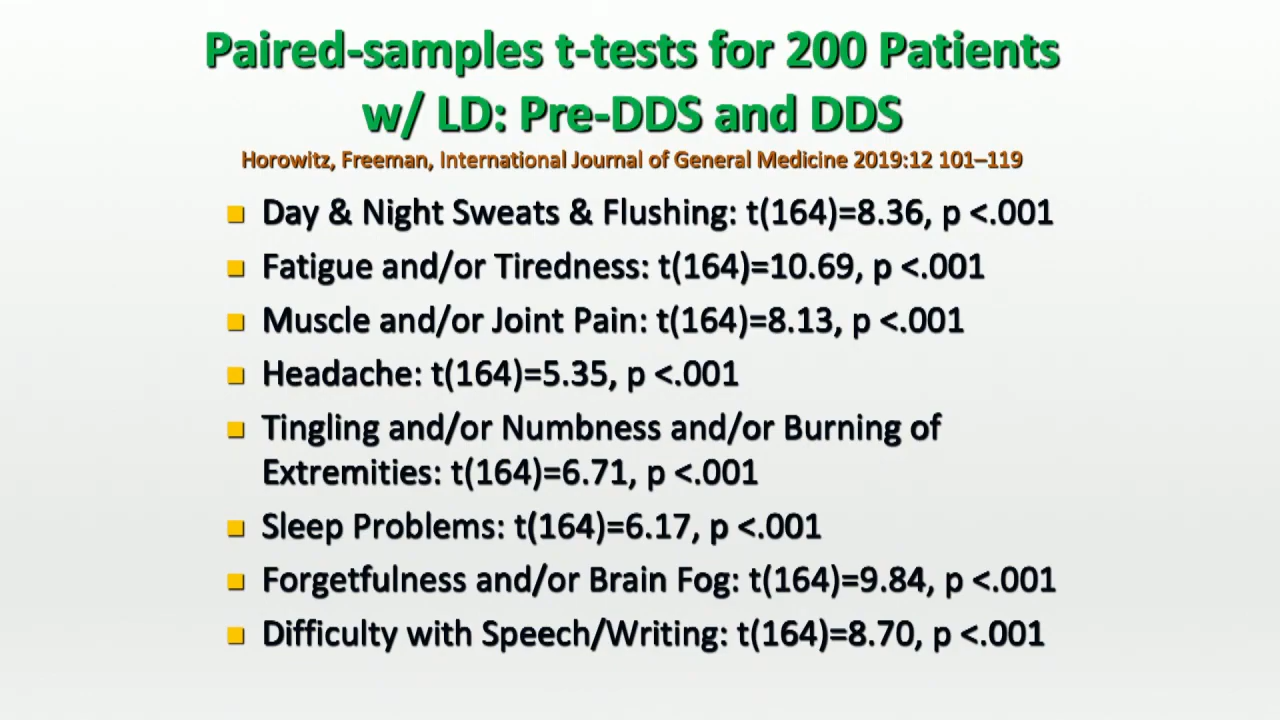 Paired-samples t-tests for 200 Patients
w/ LD: Pre-DDS and DDS
Horowitz, Freeman, International Journal of General Medicine 2019:12 101–119
Day & Night Sweats & Flushing: t(164)=8.36, p <.001
Fatigue and/or Tiredness: t(164)=10.69, p <.001
Muscle and/or Joint Pain: t(164)=8.13, p <.001
Headache: t(164)=5.35, p <.001
Tingling and/or Numbness and/or Burning of
Extremities: t(164)=6.71, p <.001
Sleep Problems: t(164)=6.17, p <.001
Forgetfulness and/or Brain Fog: t(164)=9.84, p <.001
Difficulty with Speech/Writing: t(164)=8.70, p <.001